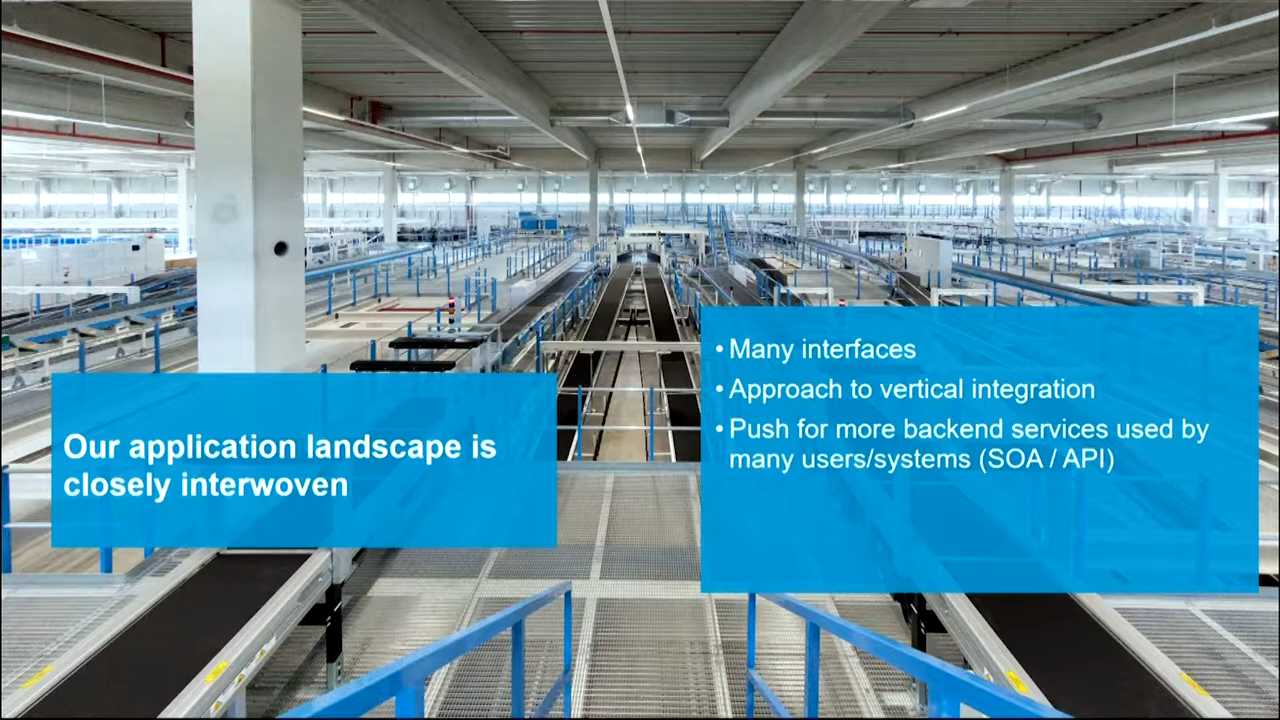 Our application landscape is
closely interwoven
• Many interfaces
• Approach to vertical integration
• Push for more backend services used by
many users/systems (SOA / API)